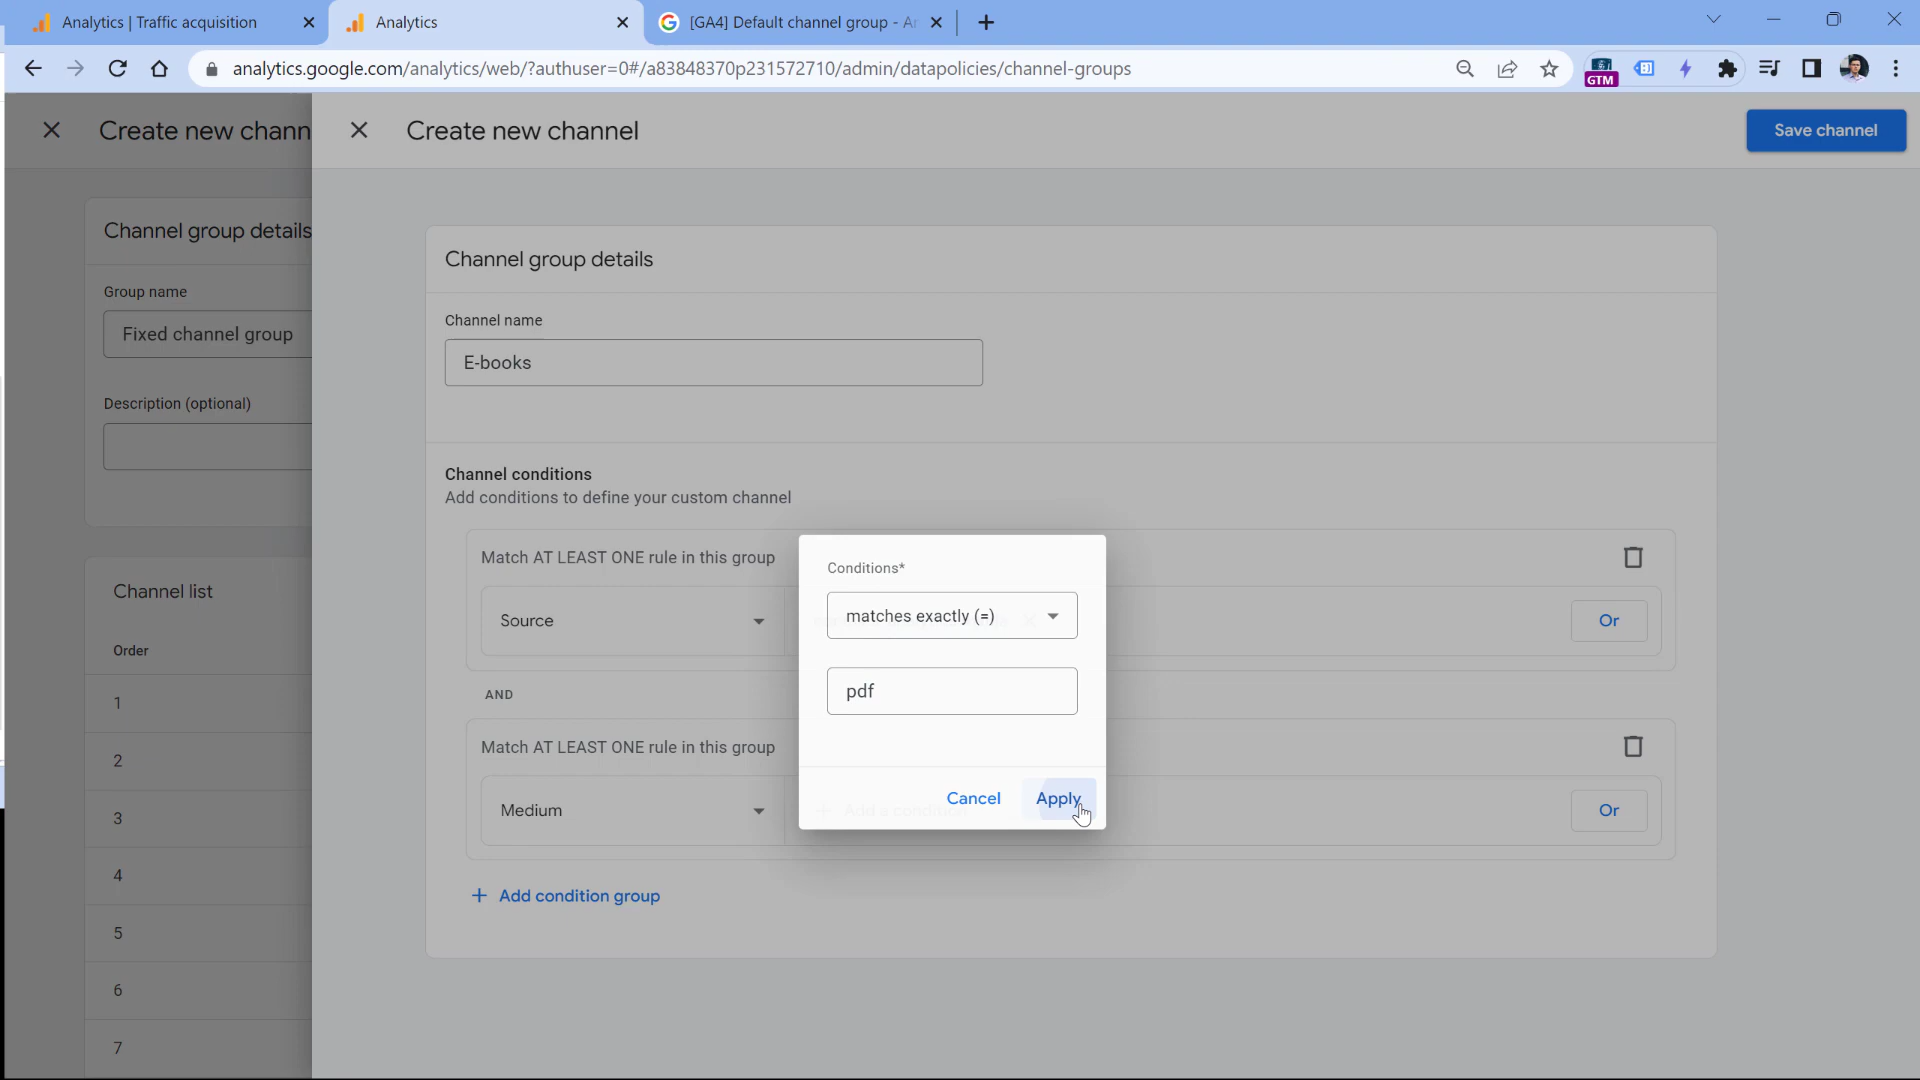 Analytics | Traffic acquisition
Analytics
[GA4] Default channel group - A
analytics.google.com/analytics/web/?authuser=0#/a83848370p231572710/admin/datapolicies/channel-groups
GTM
Create new chann
Create new channel
Save channel
Channel group details
Group name
Fixed channel group
Description (optional)
Channel list
Order
1
2
3
4
5
6
7
Channel group details
Channel name
E-books
Channel conditions
Add conditions to define your custom channel
Match AT LEAST ONE rule in this group
Source
Or
AND
Match AT LEAST ONE rule in this group
Medium
Add a condition
Or
Add condition group
Conditions*
matches exactly (=)
pdf
Cancel
Apply